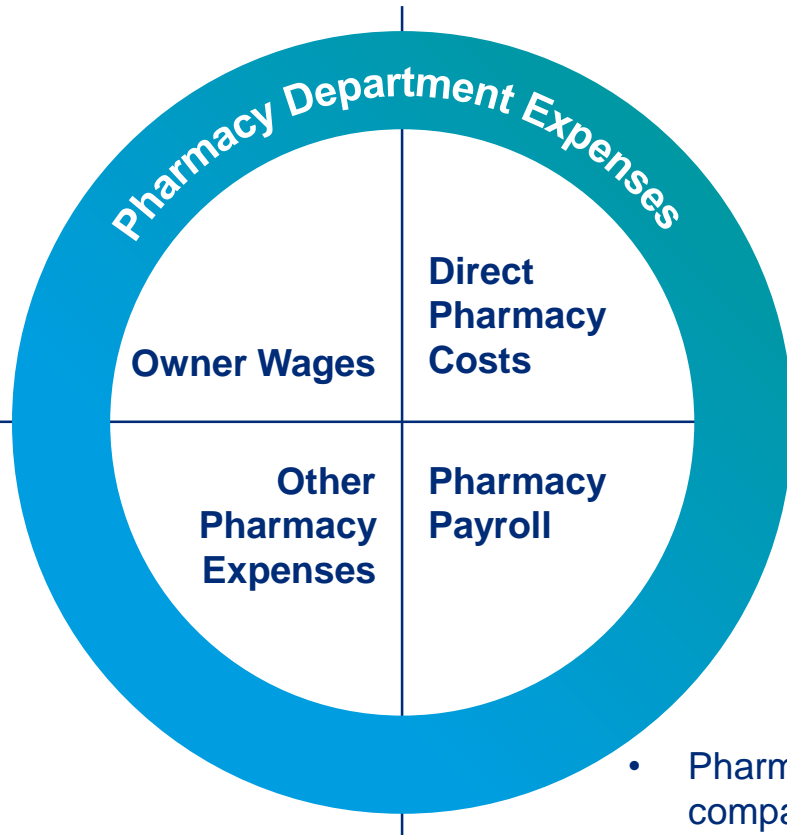 Pharmacy Department Expenses
Direct
Pharmacy
Costs
Owner Wages
Other
Pharmacy
Expenses
Pharmacy
Payroll
•